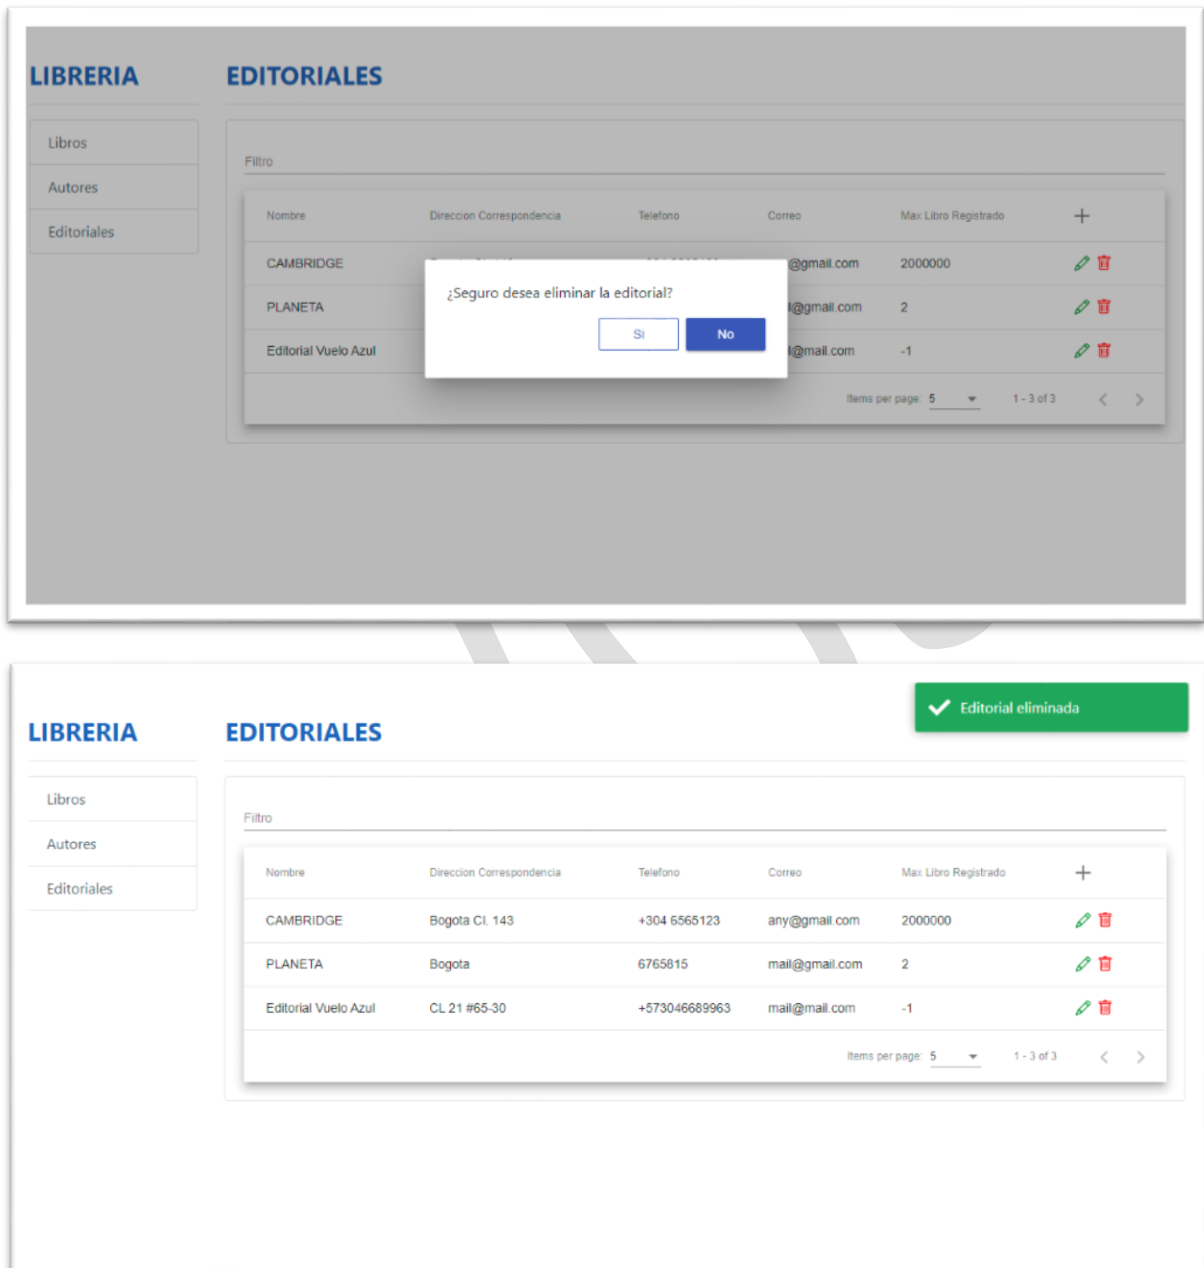 LIBRERIA
EDITORIALES
Libros
Autores
Editoriales
Filtro
Nombre Direccion Correspondencia Telefono Correo Max Libro Registrado
CAMBRIDGE @gmail.com 2000000
PLANETA @gmail.com 2
Editorial Vuelo Azul @mail.com -1
¿Seguro desea eliminar la editorial?
Si No
Items per page: 5 1 - 3 of 3
Editorial eliminada
LIBRERIA
EDITORIALES
Libros
Autores
Editoriales
Filtro
Nombre Direccion Correspondencia Telefono Correo Max Libro Registrado
CAMBRIDGE Bogota Cl. 143 +304 6565123 any@gmail.com 2000000
PLANETA Bogota 6765815 mail@gmail.com 2
Editorial Vuelo Azul CL 21 #65-30 +573046689963 mail@mail.com -1
Items per page: 5 1 - 3 of 3